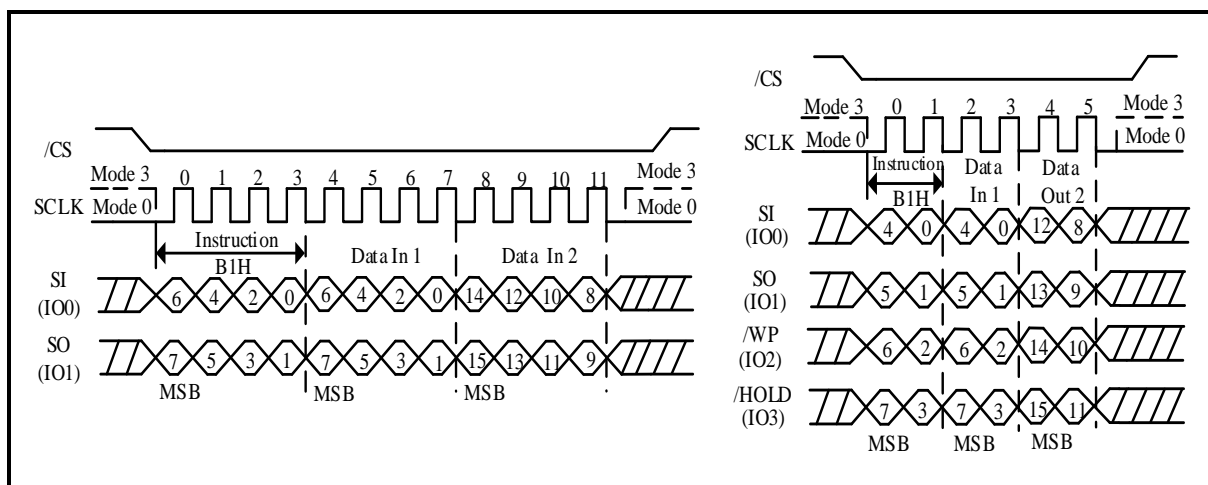 /CS
Mode 3 0 1 2 3 4 5 6 7 8 9 10 11 Mode 3
SCLK Mode 0 Mode 0
Instruction
B1H Data In 1 Data In 2
SI
(IO0) 6 4 2 0 6 4 2 0 14 12 10 8
SO
(IO1) 7 5 3 1 7 5 3 1 15 13 11 9
MSB MSB MSB
/CS
Mode 3 0 1 2 3 4 5 Mode 3
SCLK Mode 0 Mode 0
Instruction Data Data
B1H In 1 Out 2
SI
(IO0) 4 0 4 0 12 8
SO
(IO1) 5 1 5 1 13 9
/WP
(IO2) 6 2 6 2 14 10
/HOLD
(IO3) 7 3 7 3 15 11
MSB MSB MSB